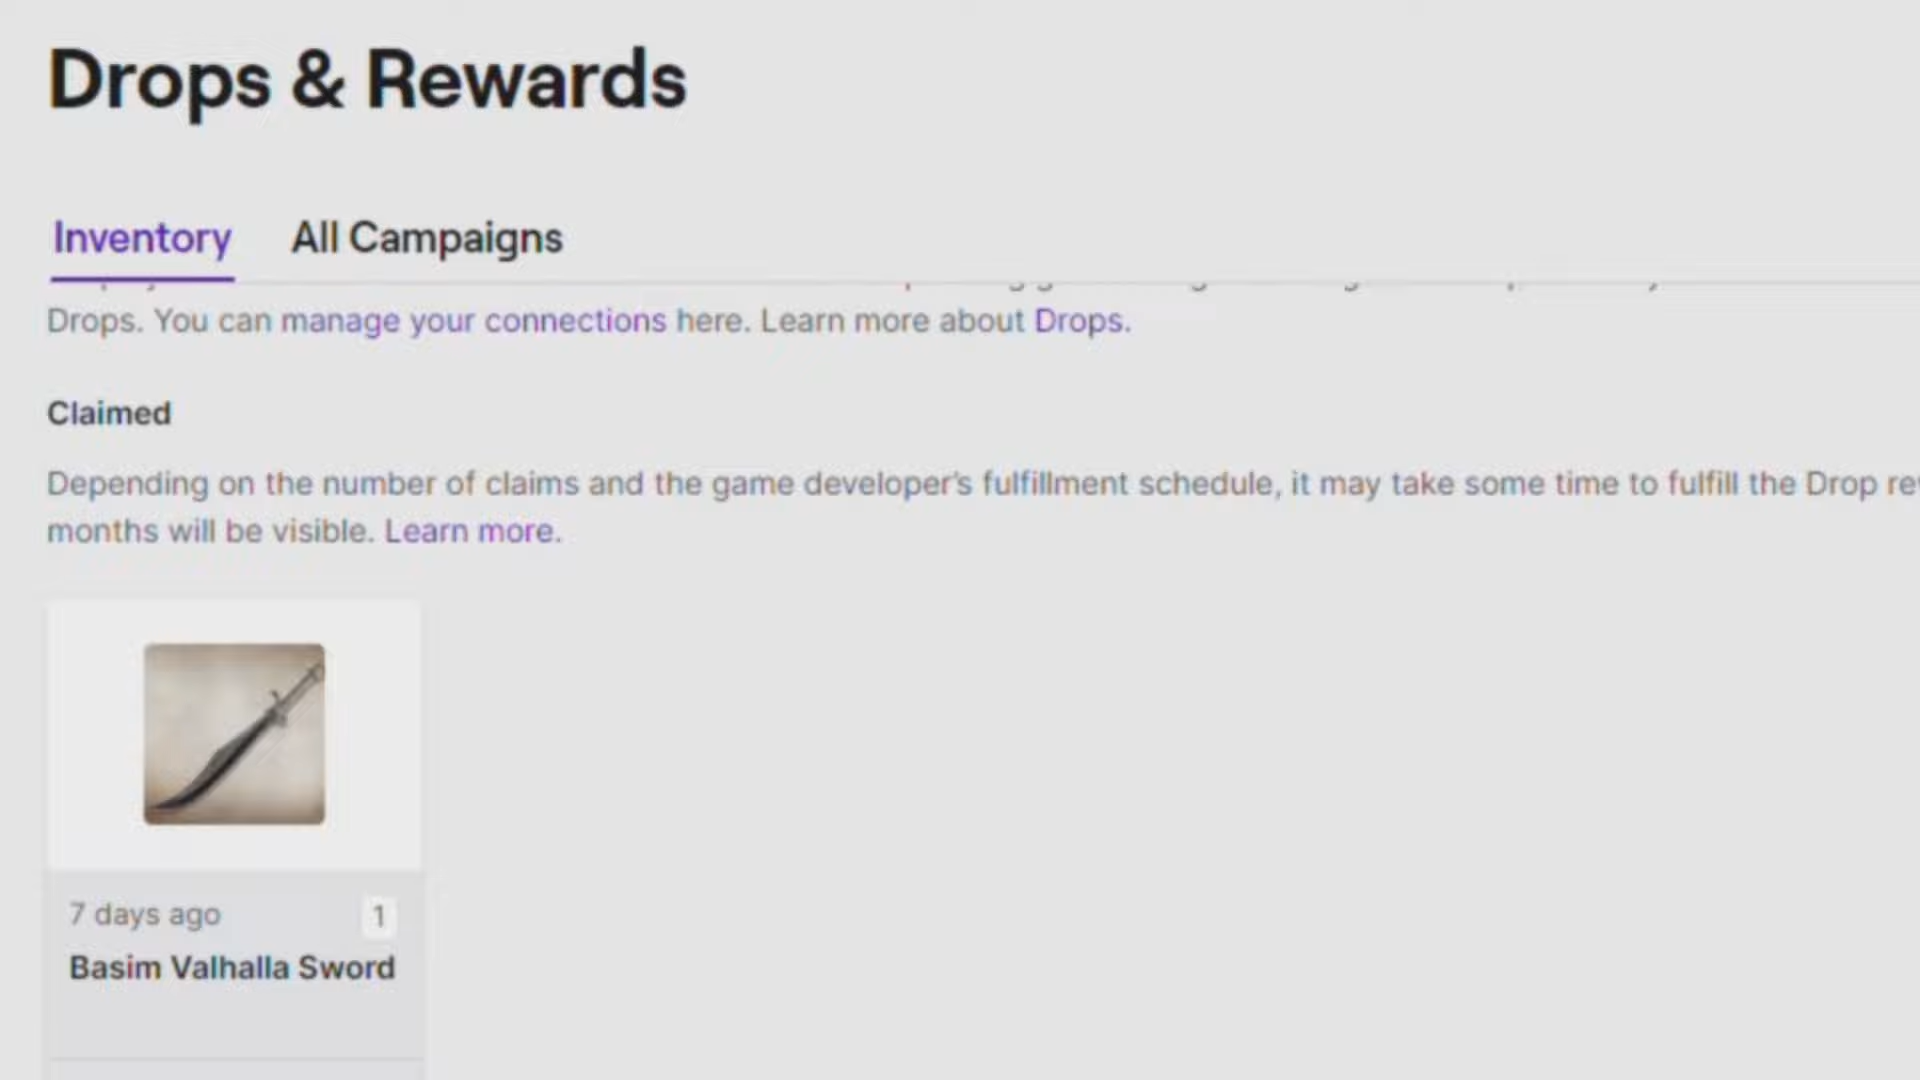 Drops & Rewards
Inventory All Campaigns
Drops. You can manage your connections here. Learn more about Drops.
Claimed
Depending on the number of claims and the game developer's fulfillment schedule, it may take some time to fulfill the Drop
months will be visible. Learn more.
7 days ago 1
Basim Valhalla Sword